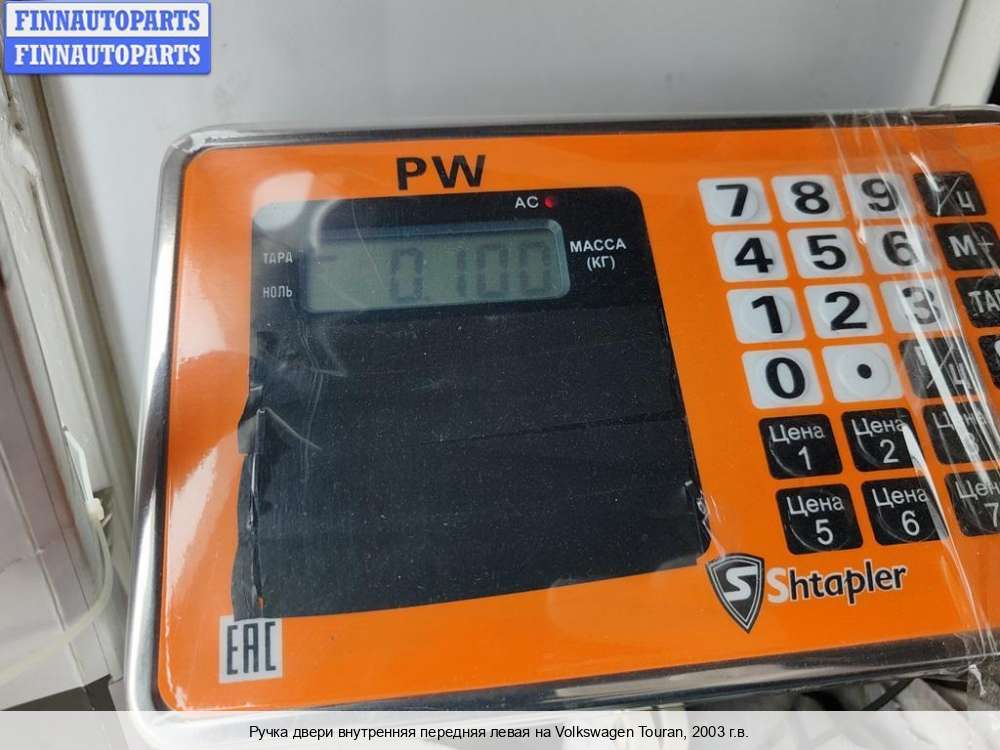 FINNAUTOPARTS
FINNAUTOPARTS
PW
AC
ТАРА
0.100
МАССА
(КГ)
НОЛЬ
7 8 9
4 5 6 М+
1 2 3
0 .
Цена 1
Цена 2
Цена 5
Цена 6
Shtapler
EAC
Ручка двери внутренняя передняя левая на Volkswagen Touran, 2003 г.в.